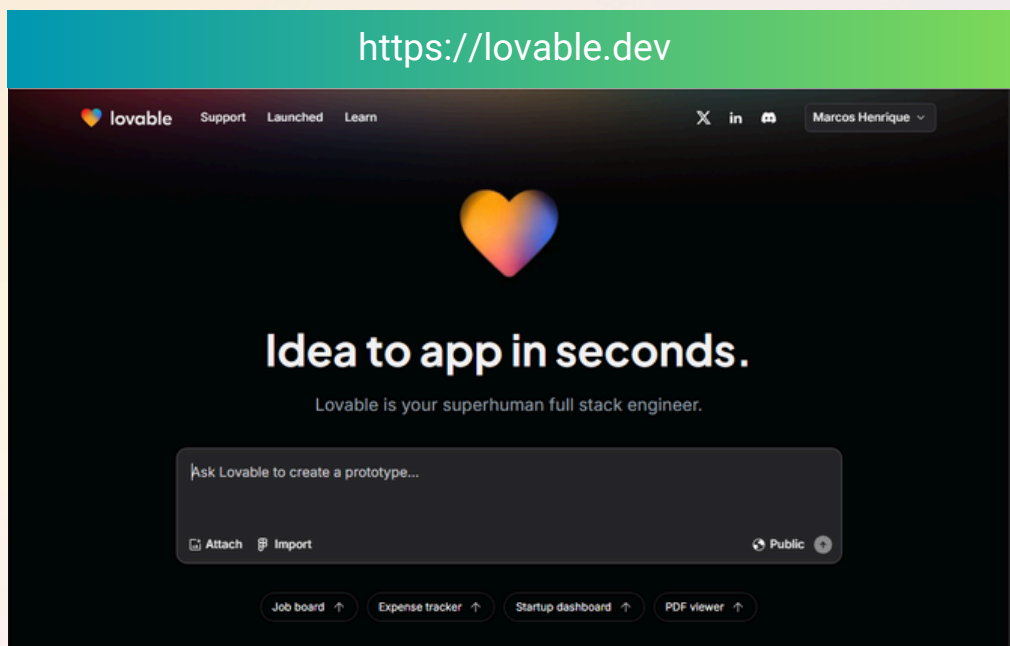 https://lovable.dev
lovable Support Launched Learn Marcos Henrique
Idea to app in seconds.
Lovable is your superhuman full stack engineer.
Ask Lovable to create a prototype...
Attach Import Public
Job board Expense tracker Startup dashboard PDF viewer